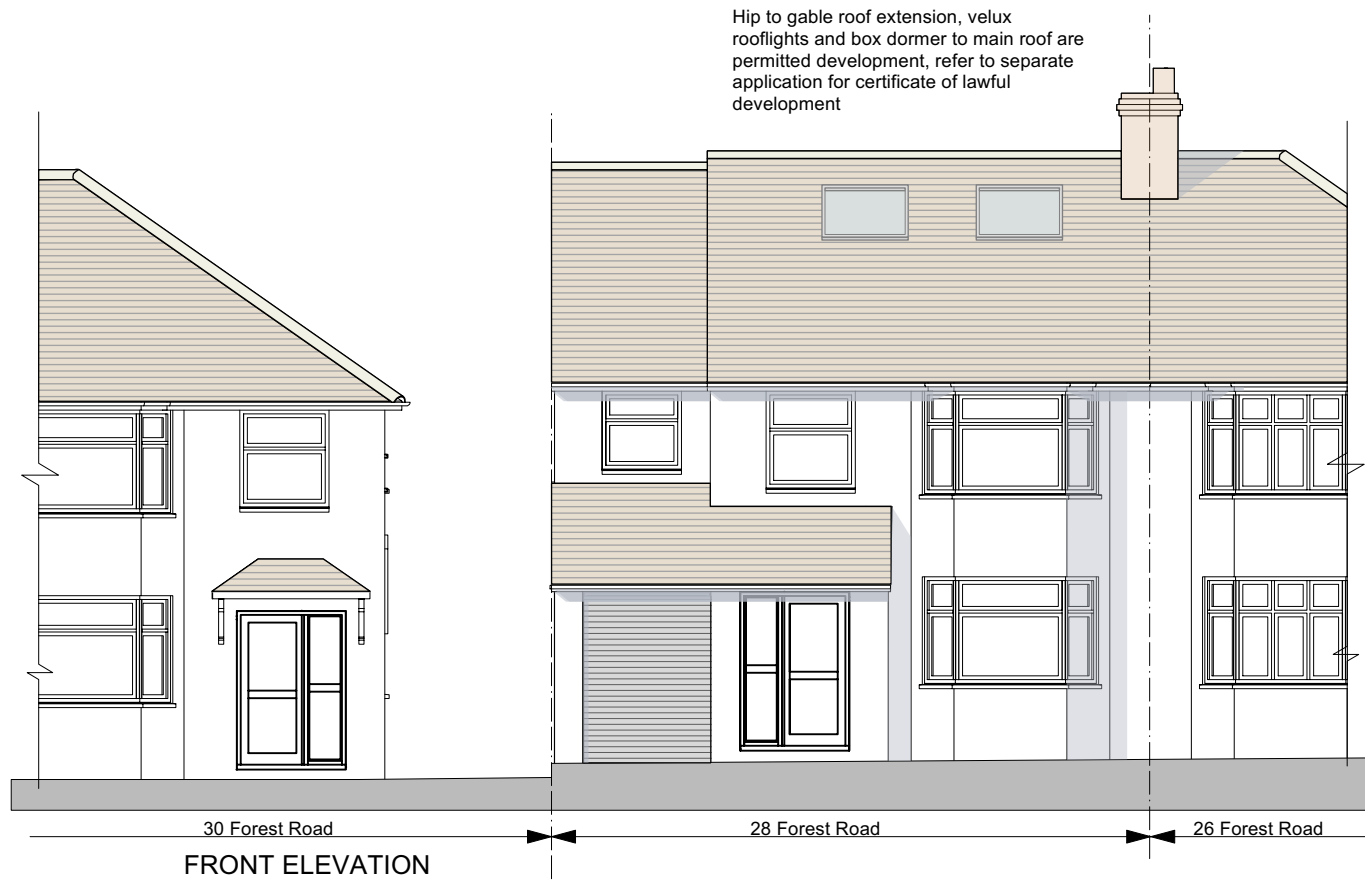 Hip to gable roof extension, velux
rooflights and box dormer to main roof are
permitted development, refer to separate
application for certificate of lawful
development
30 Forest Road
28 Forest Road
26 Forest Road
FRONT ELEVATION